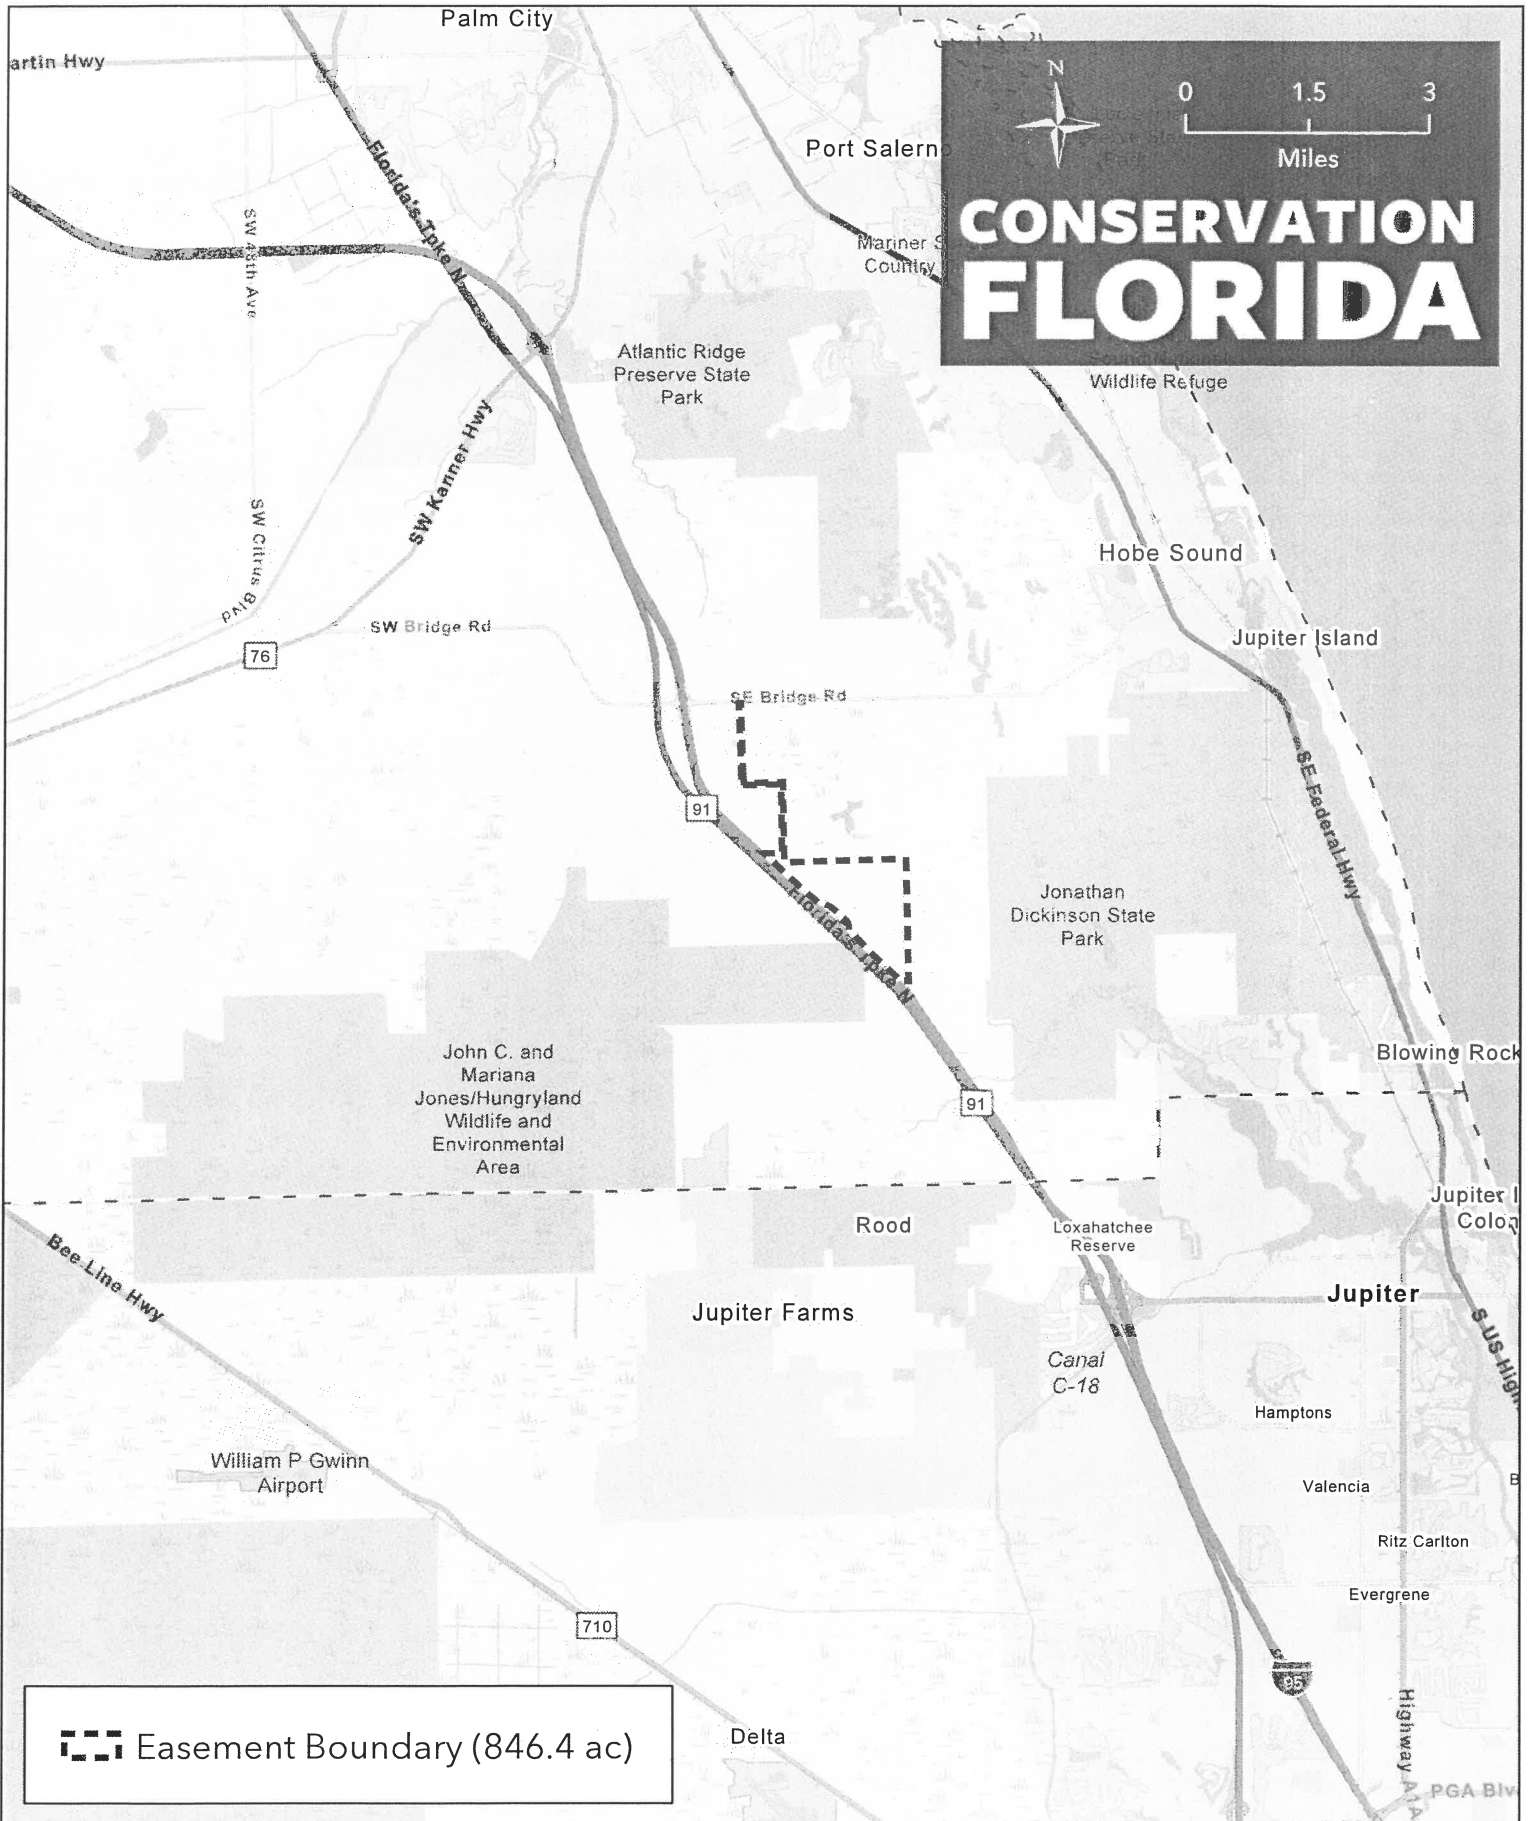 Palm City
artin Hwy
N
0 1.5 3
Miles
CONSERVATION
FLORIDA
Port Salerno
Florida's Tpke N
SW 48th Ave
Mariner S
Country
Atlantic Ridge
Preserve State
Park
Wildlife Refuge
SW Kanner Hwy
SW Citrus Blvd
Hobe Sound
SW Bridge Rd
76
Jupiter Island
SE Bridge Rd
91
SE Federal Hwy
Florida's Tpke N
Jonathan
Dickinson State
Park
John C. and
Mariana
Jones/Hungryland
Wildlife and
Environmental
Area
Blowing Rock
91
Jupiter I
Colon
Rood
Loxahatchee
Reserve
Bee Line Hwy
Jupiter
Jupiter Farms
S US High
Canal
C-18
Hamptons
William P Gwinn
Airport
Valencia
B
Ritz Carlton
Evergrene
710
95
Highway A1A
Delta
PGA Blv
Easement Boundary (846.4 ac)